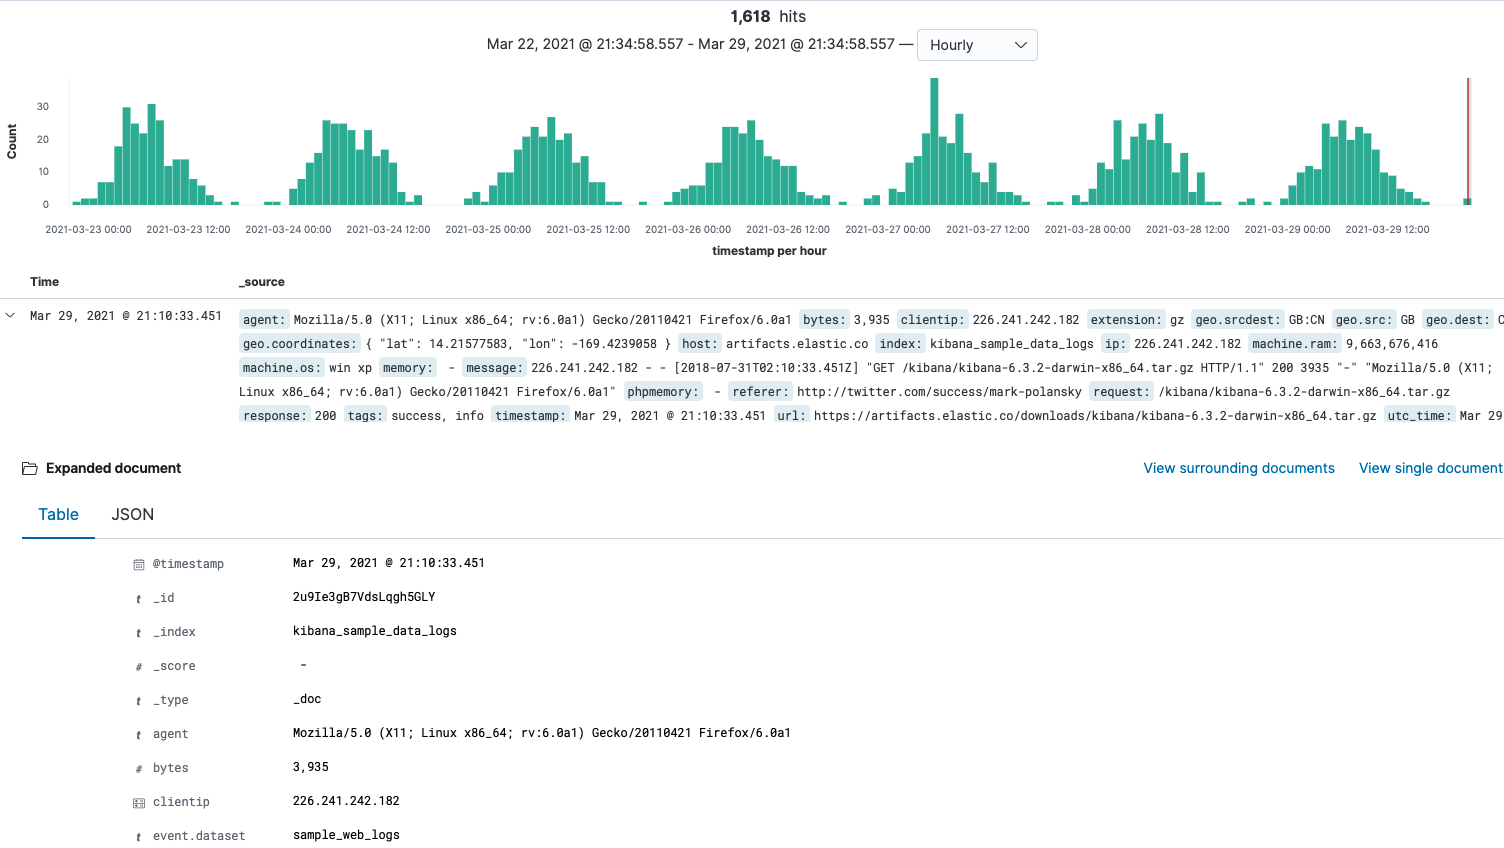 1,618 hits
Mar 22, 2021 @ 21:34:58.557 - Mar 29, 2021 @ 21:34:58.557 — Hourly
Count
30
20
10
0
2021-03-23 00:00 2021-03-23 12:00 2021-03-24 00:00 2021-03-24 12:00 2021-03-25 00:00 2021-03-25 12:00 2021-03-26 00:00 2021-03-26 12:00 2021-03-27 00:00 2021-03-27 12:00 2021-03-28 00:00 2021-03-28 12:00 2021-03-29 00:00 2021-03-29 12:00
timestamp per hour
Time _source
Mar 29, 2021 @ 21:10:33.451 agent: Mozilla/5.0 (X11; Linux x86_64; rv:6.0a1) Gecko/20110421 Firefox/6.0a1 bytes: 3,935 clientip: 226.241.242.182 extension: gz geo.srcdest: GB:CN geo.src: GB geo.dest: C
geo.coordinates: { "lat": 14.21577583, "lon": -169.4239058 } host: artifacts.elastic.co index: kibana_sample_data_logs ip: 226.241.242.182 machine.ram: 9,663,676,416
machine.os: win xp memory: - message: 226.241.242.182 - - [2018-07-31T02:10:33.451Z] "GET /kibana/kibana-6.3.2-darwin-x86_64.tar.gz HTTP/1.1" 200 3935 "-" "Mozilla/5.0 (X11;
Linux x86_64; rv:6.0a1) Gecko/20110421 Firefox/6.0a1" phpmemory: - referer: http://twitter.com/success/mark-polansky request: /kibana/kibana-6.3.2-darwin-x86_64.tar.gz
response: 200 tags: success, info timestamp: Mar 29, 2021 @ 21:10:33.451 url: https://artifacts.elastic.co/downloads/kibana/kibana-6.3.2-darwin-x86_64.tar.gz utc_time: Mar 29
Expanded document View surrounding documents View single document
Table JSON
@timestamp Mar 29, 2021 @ 21:10:33.451
t _id 2u9Ie3gB7VdsLqgh5GLY
t _index kibana_sample_data_logs
# _score -
t _type _doc
t agent Mozilla/5.0 (X11; Linux x86_64; rv:6.0a1) Gecko/20110421 Firefox/6.0a1
# bytes 3,935
clientip 226.241.242.182
t event.dataset sample_web_logs